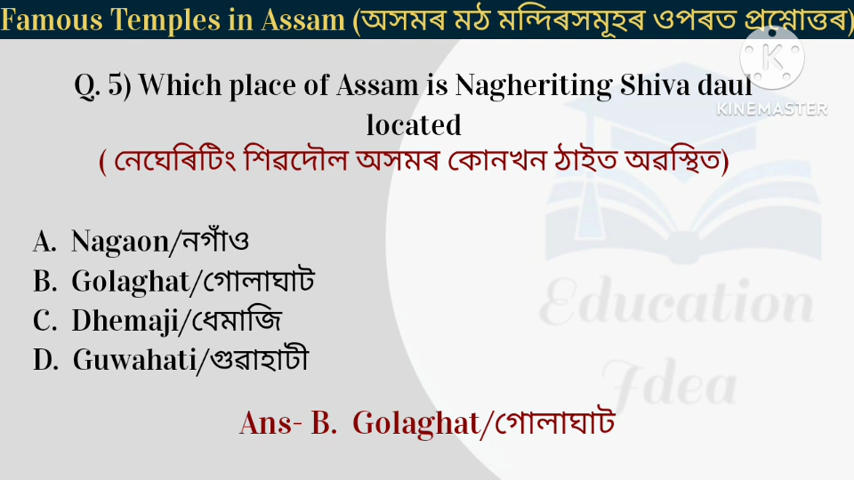 Famous Temples in Assam (অসমৰ মঠ মন্দিৰসমূহৰ ওপৰত প্ৰশ্নোত্তৰ)
KINEMASTER
Q. 5) Which place of Assam is Nagheriting Shiva daul
located
( নেঘেৰিটিং শিৱদৌল অসমৰ কোনখন ঠাইত অৱস্থিত)
A. Nagaon/নগাঁও
B. Golaghat/গোলাঘাট
C. Dhemaji/ধেমাজি
D. Guwahati/গুৱাহাটী
Education
Idea
Ans- B. Golaghat/গোলাঘাট